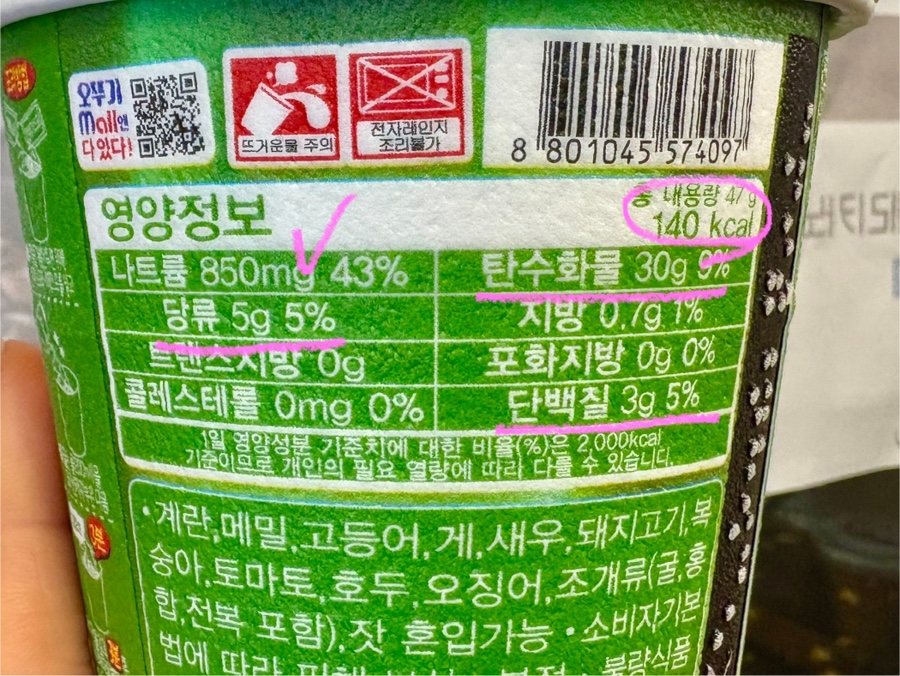 오뚜기
Mall에
다 있다!
뜨거운물 주의
전자레인지
조리불가
8 801045 574097
영양정보
총 내용량 47g
140 kcal
나트륨 850mg 43% 탄수화물 30g 9%
당류 5g 5% 지방 0.7g 1%
트랜스지방 0g 포화지방 0g 0%
콜레스테롤 0mg 0% 단백질 3g 5%
1일 영양성분 기준치에 대한 비율(%)은 2,000kcal
기준이므로 개인의 필요 열량에 따라 다를 수 있습니다.
•계란,메밀,고등어,게,새우,돼지고기,복
숭아,토마토,호두,오징어,조개류(굴,홍
합,전복 포함),잣 혼입가능 •소비자기본
법에 따라 불량식품